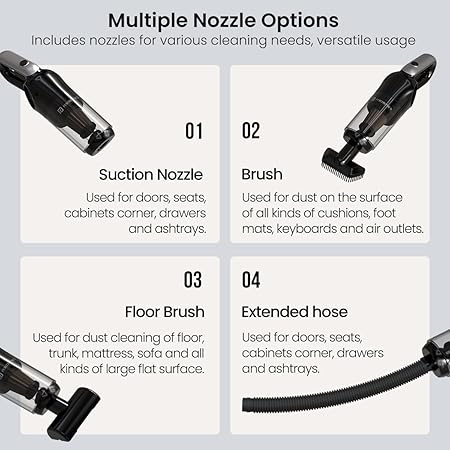 Multiple Nozzle Options
Includes nozzles for various cleaning needs, versatile usage
01
Suction Nozzle
Used for doors, seats,
cabinets corner, drawers
and ashtrays.
02
Brush
Used for dust on the surface
of all kinds of cushions, foot
mats, keyboards and air outlets.
03
Floor Brush
Used for dust cleaning of floor,
trunk, mattress, sofa and all
kinds of large flat surface.
04
Extended hose
Used for doors, seats,
cabinets corner, drawers
and ashtrays.